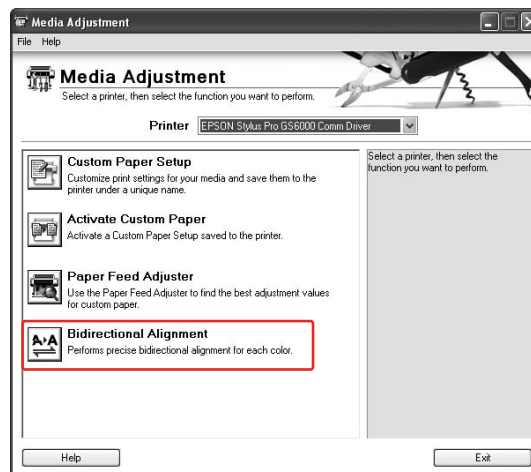 Media Adjustment
File Help
Media Adjustment
Select a printer, then select the function you want to perform.
Printer EPSON Stylus Pro GS6000 Comm Driver
Custom Paper Setup
Customize print settings for your media and save them to the
printer under a unique name.
Activate Custom Paper
Activate a Custom Paper Setup saved to the printer.
Paper Feed Adjuster
Use the Paper Feed Adjuster to find the best adjustment values
for custom paper.
A›A
Bidirectional Alignment
Performs precise bidirectional alignment for each color.
Select a printer, then select the
function you want to perform.
Help Exit